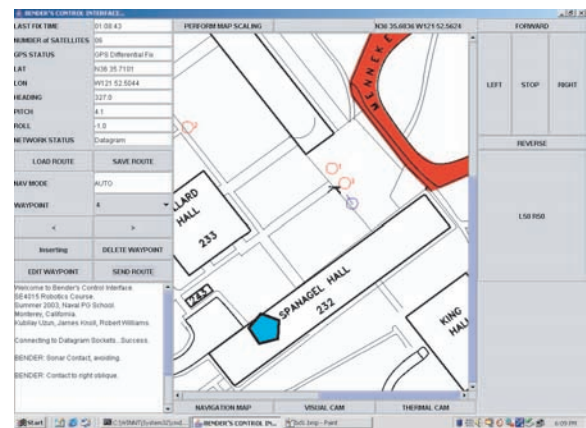 BENDER'S CONTROL INTERFACE...
LAST FIX TIME 01 08 43
NUMBER of SATELLITES 06
GPS STATUS GPS Differential Fix
LAT N36 35.7101
LON W121 52.5044
HEADING 327.0
PITCH 4.1
ROLL -1.0
NETWORK STATUS Datagram
LOAD ROUTE SAVE ROUTE
NAV MODE AUTO
WAYPOINT 4
< >
Inserting DELETE WAYPOINT
EDIT WAYPOINT SEND ROUTE
Welcome to Bender's Control Interface.
SE4015 Robotics Course.
Summer 2003, Naval PG School.
Monterey, California.
Kubilay Uzun, James Knoll, Robert Williams.
Connecting to Datagram Sockets...Success.
BENDER: Sonar Contact, avoiding.
BENDER: Contact to right oblique.
PERFORM MAP SCALING N36 35.6836 W121 52.5624
MENNEKE
LLARD
HALL
233
243
SPANAGEL HALL
232
KING
HALL
NAVIGATION MAP VISUAL CAM THERMAL CAM
FORWARD
LEFT STOP RIGHT
REVERSE
L50 R50
Start BENDER'S CONTROL IN... - Paint 6:09 PM